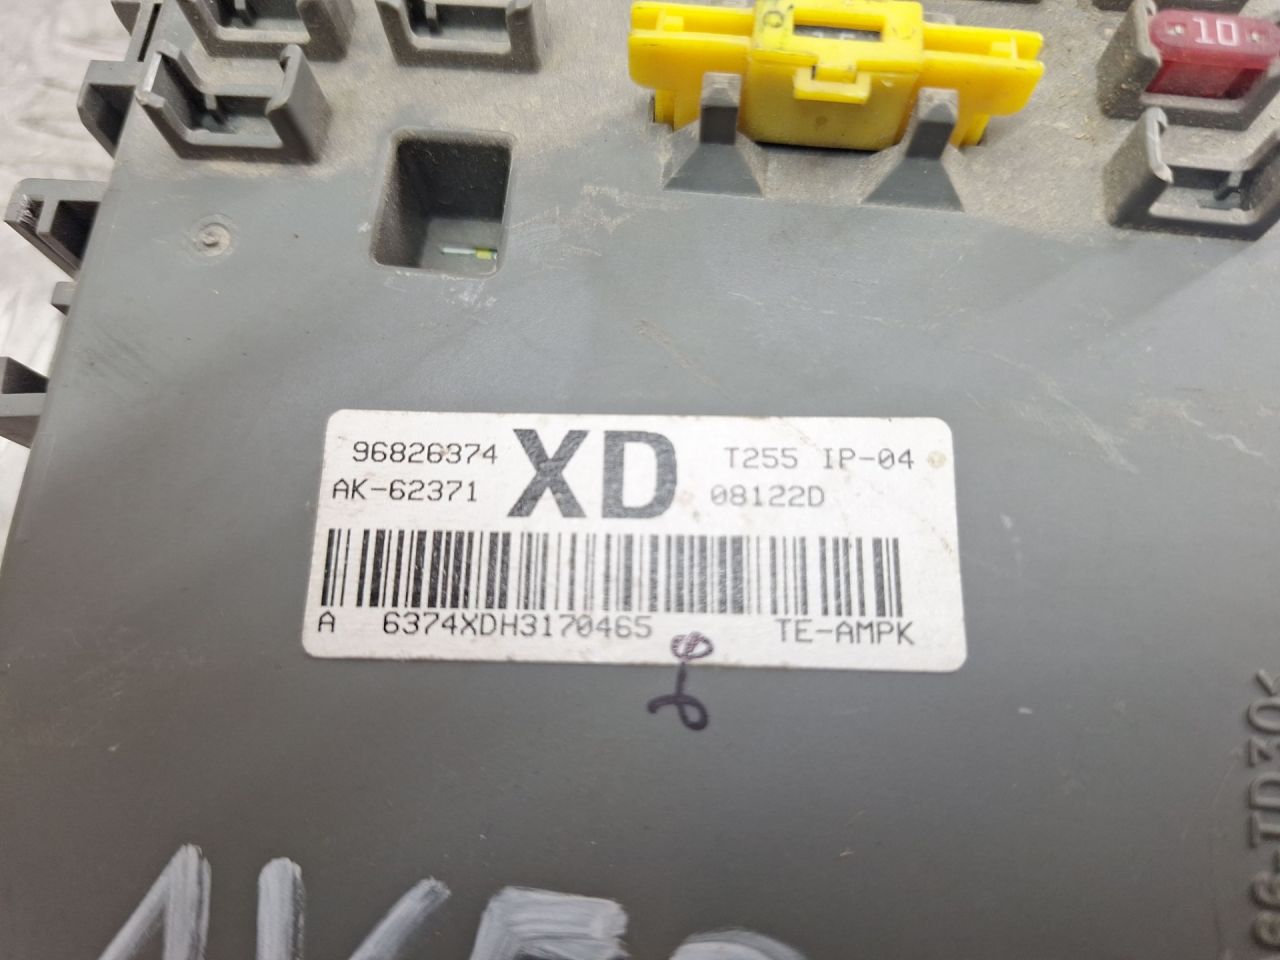 10
96826374 XD T255 IP-04
AK-62371 08122D
A 6374XDH3170465 TE-AMPK